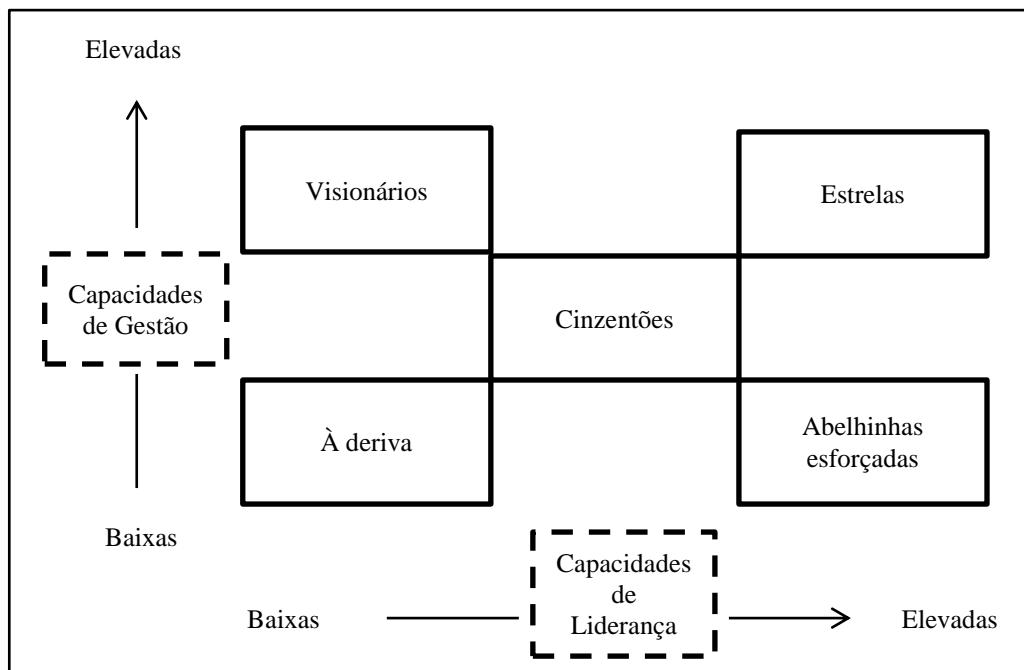 Elevadas
Visionários
Estrelas
Capacidades
de Gestão
Cinzentões
À deriva
Abelhinhas
esforçadas
Baixas
Capacidades
de
Liderança
Baixas
Elevadas